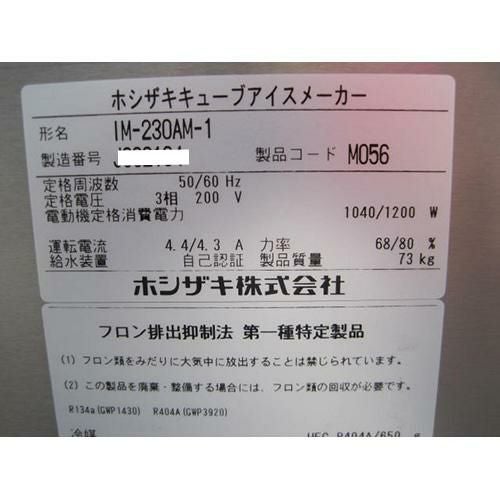 ホシザキキューブアイスメーカー
形名 IM-230AM-1
製造番号
製品コード M056
定格周波数 50/60 Hz
定格電圧 3相 200 V
電動機定格消費電力 1040/1200 W
運転電流 4.4/4.3 A 力率 68/80 %
給水装置 自己認証 製品質量 73 kg
ホシザキ株式会社
フロン排出抑制法 第一種特定製品
(1) フロン類をみだりに大気中に放出することは禁じられています。
(2) この製品を廃棄・整備する場合には、フロン類の回収が必要です。
R134a(GWP1430) R404A(GWP3920)
冷媒 HFC R404A/650 g